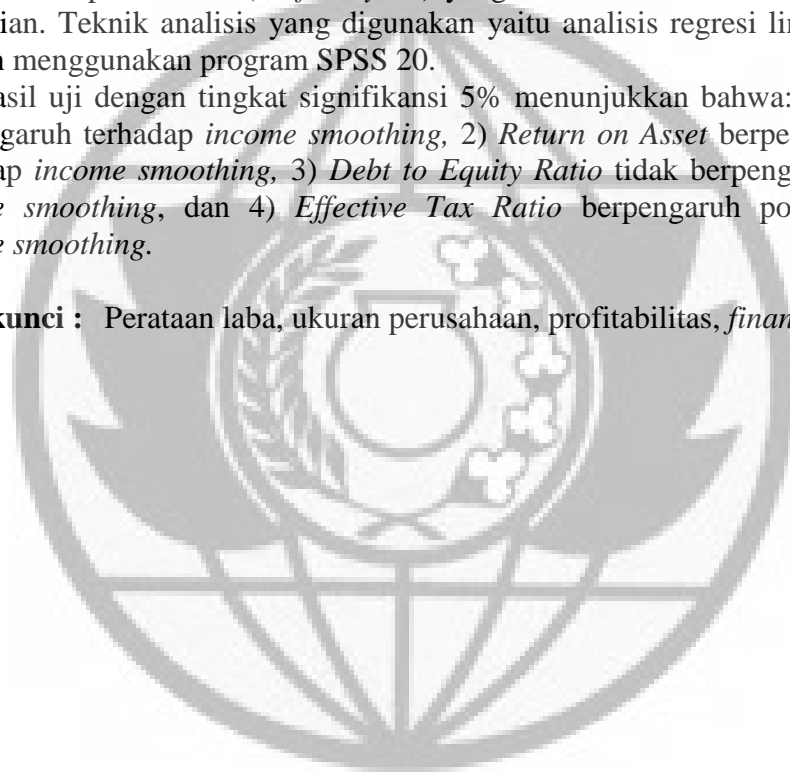 ian. Teknik analisis yang digunakan yaitu analisis regresi li
menggunakan program SPSS 20.
asil uji dengan tingkat signifikansi 5% menunjukkan bahwa:
garuh terhadap income smoothing, 2) Return on Asset berpe
ap income smoothing, 3) Debt to Equity Ratio tidak berpeng
e smoothing, dan 4) Effective Tax Ratio berpengaruh po
e smoothing.
kunci : Perataan laba, ukuran perusahaan, profitabilitas, finan